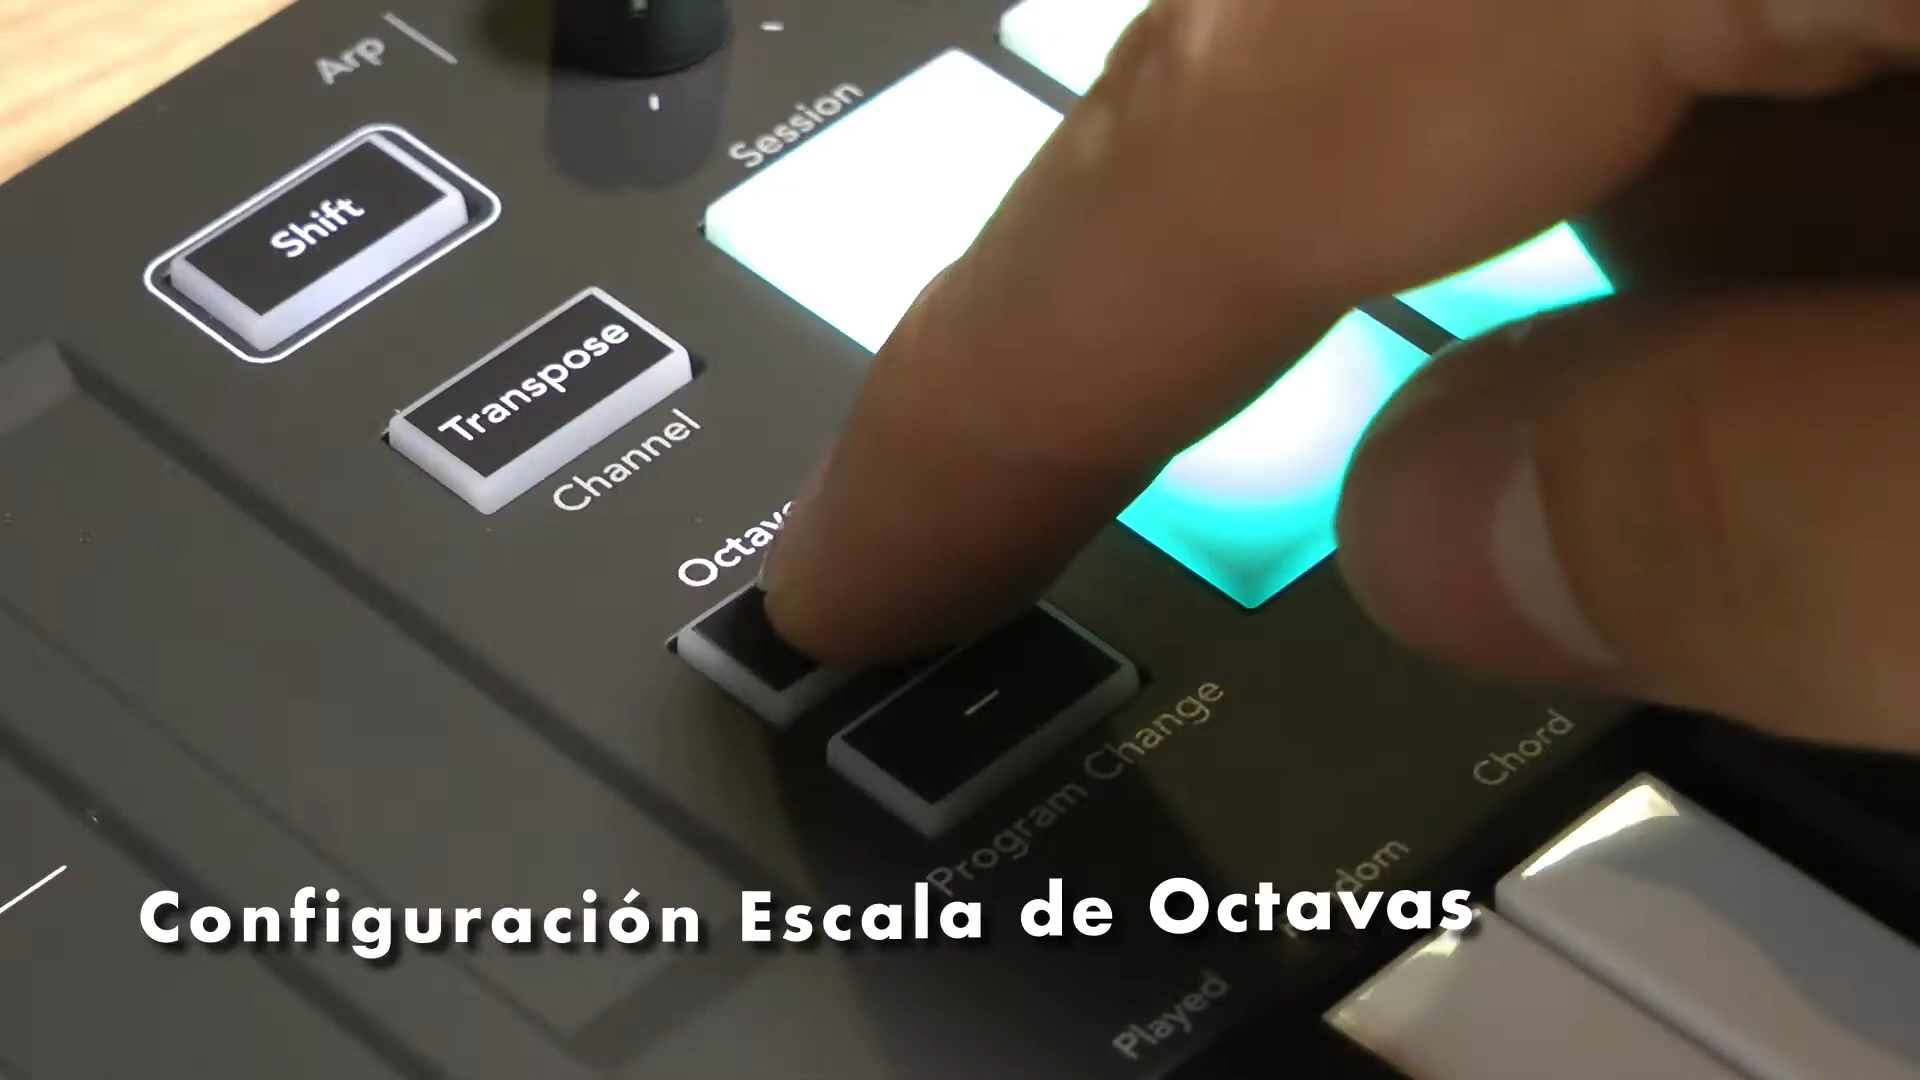 Arp
Session
Shift
Transpose
Channel
Octave
Program Change
Chord
Played
Configuración Escala de Octavas